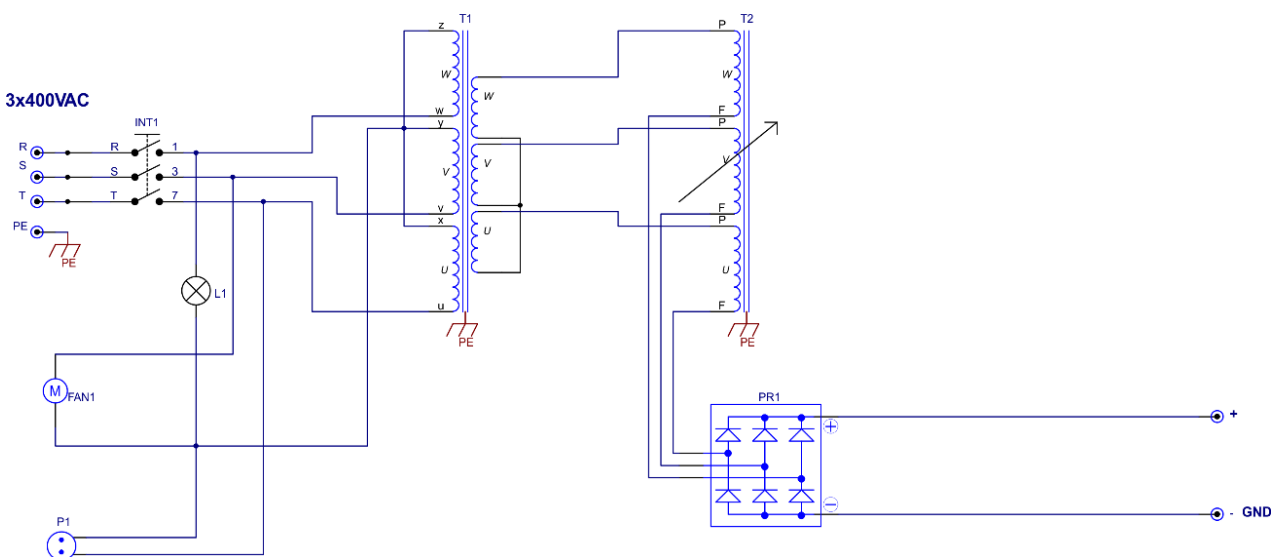 T1
T2
z
P
W
W
W
3x400VAC
w
F
INT1
y
P
R
R
1
V
V
V
S
S
3
v
F
T
T
7
x
P
PE
U
U
U
PE
L1
u
F
PE
PE
M
FAN1
PR1
+
+
-
- GND
P1